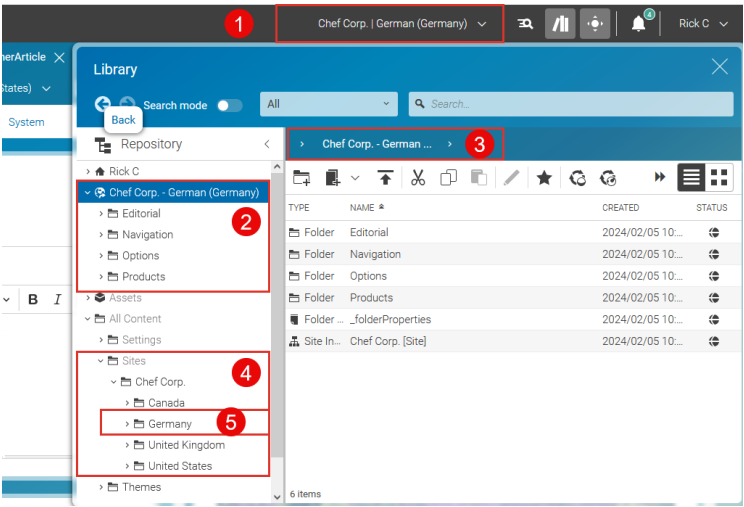 1 Chef Corp. | German (Germany) 4 Rick C
nerArticle
Library
States)
Search mode All Search...
Back
System
Repository Chef Corp. - German ... 3
Rick C
Chef Corp. - German (Germany)
TYPE NAME CREATED STATUS
Editorial 2
Folder Editorial 2024/02/05 10:...
Navigation
Folder Navigation 2024/02/05 10:...
Options
Folder Options 2024/02/05 10:...
Products
Folder Products 2024/02/05 10:...
B I
Assets
Folder ... _folderProperties 2024/02/05 10:...
All Content
Site In... Chef Corp. [Site] 2024/02/05 10:...
Settings
Sites
4
Chef Corp.
Canada
Germany 5
United Kingdom
United States
Themes
6 items